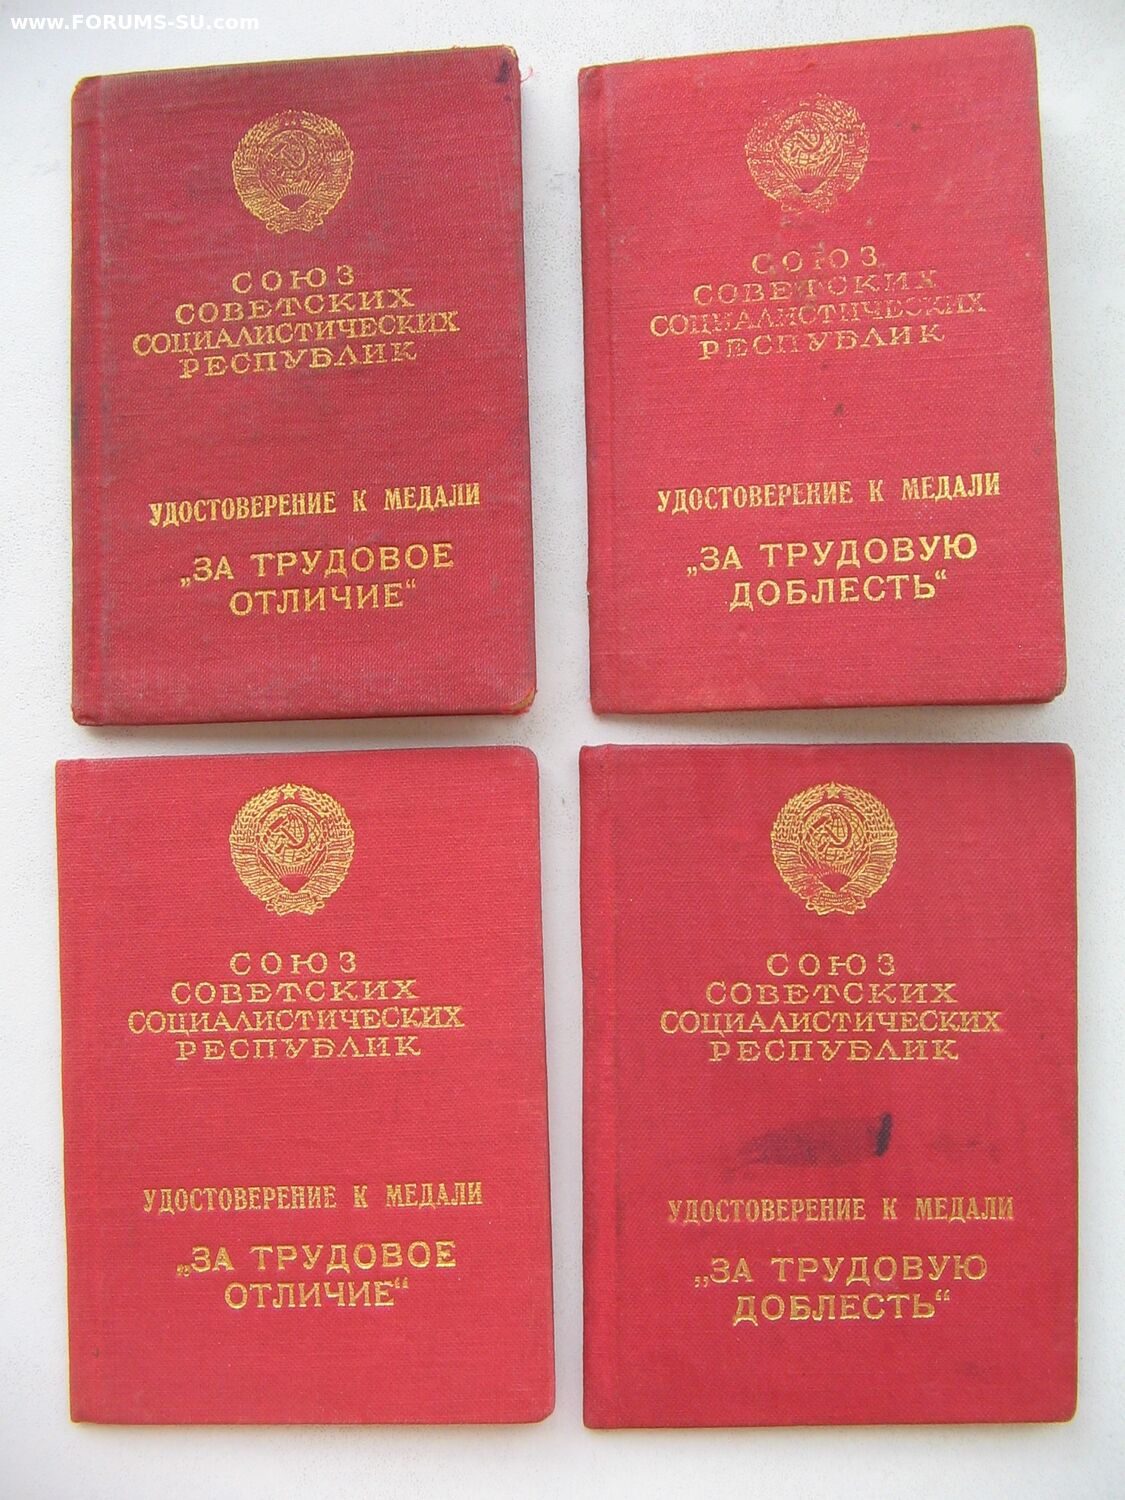 www.FORUMS-SU.com
СОЮЗ
СОВЕТСКИХ
СОЦИАЛИСТИЧЕСКИХ
РЕСПУБЛИК
УДОСТОВЕРЕНИЕ К МЕДАЛИ
„ЗА ТРУДОВОЕ
ОТЛИЧИЕ“
СОЮЗ
СОВЕТСКИХ
СОЦИАЛИСТИЧЕСКИХ
РЕСПУБЛИК
УДОСТОВЕРЕНИЕ К МЕДАЛИ
„ЗА ТРУДОВУЮ
ДОБЛЕСТЬ“
СОЮЗ
СОВЕТСКИХ
СОЦИАЛИСТИЧЕСКИХ
РЕСПУБЛИК
УДОСТОВЕРЕНИЕ К МЕДАЛИ
„ЗА ТРУДОВОЕ
ОТЛИЧИЕ“
СОЮЗ
СОВЕТСКИХ
СОЦИАЛИСТИЧЕСКИХ
РЕСПУБЛИК
УДОСТОВЕРЕНИЕ К МЕДАЛИ
„ЗА ТРУДОВУЮ
ДОБЛЕСТЬ“